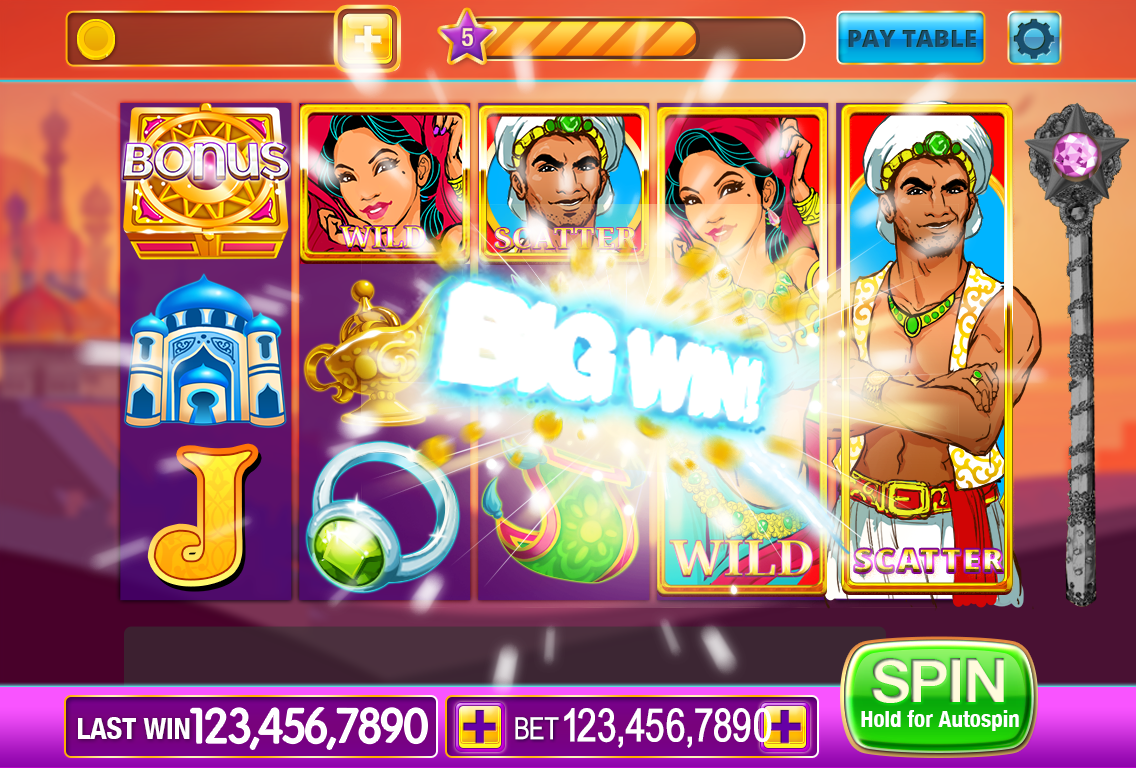 5
PAY TABLE
BONUS
WILD
SCATTER
BIG WIN!
WILD
SCATTER
J
LAST WIN 123,456,7890
BET 123,456,7890
SPIN
Hold for Autospin